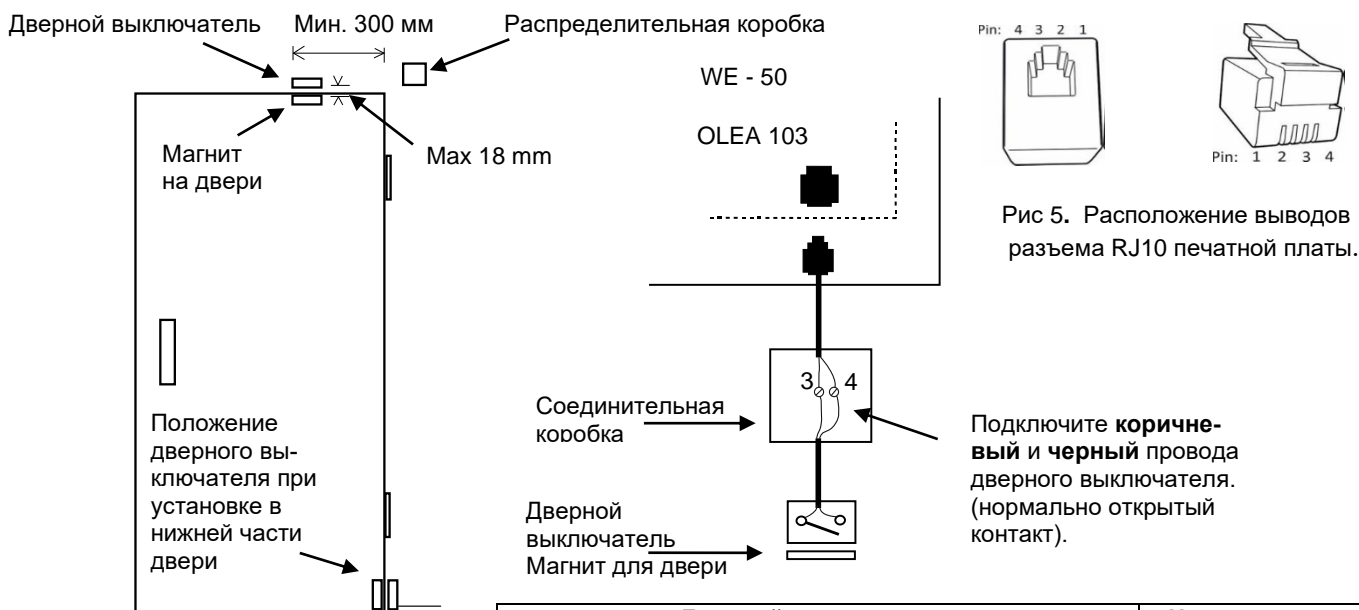 Дверной выключатель
Мин. 300 мм
Распределительная коробка
Магнит
на двери
Max 18 mm
WE - 50
OLEA 103
Pin: 4 3 2 1
Pin: 1 2 3 4
Рис 5. Расположение выводов
разъема RJ10 печатной платы.
3 4
Соединительная
коробка
Подключите коричне-
вый и черный провода
дверного выключателя.
(нормально открытый
контакт).
Положение
дверного вы-
ключателя при
установке в
нижней части
двери
Дверной
выключатель
Магнит для двери